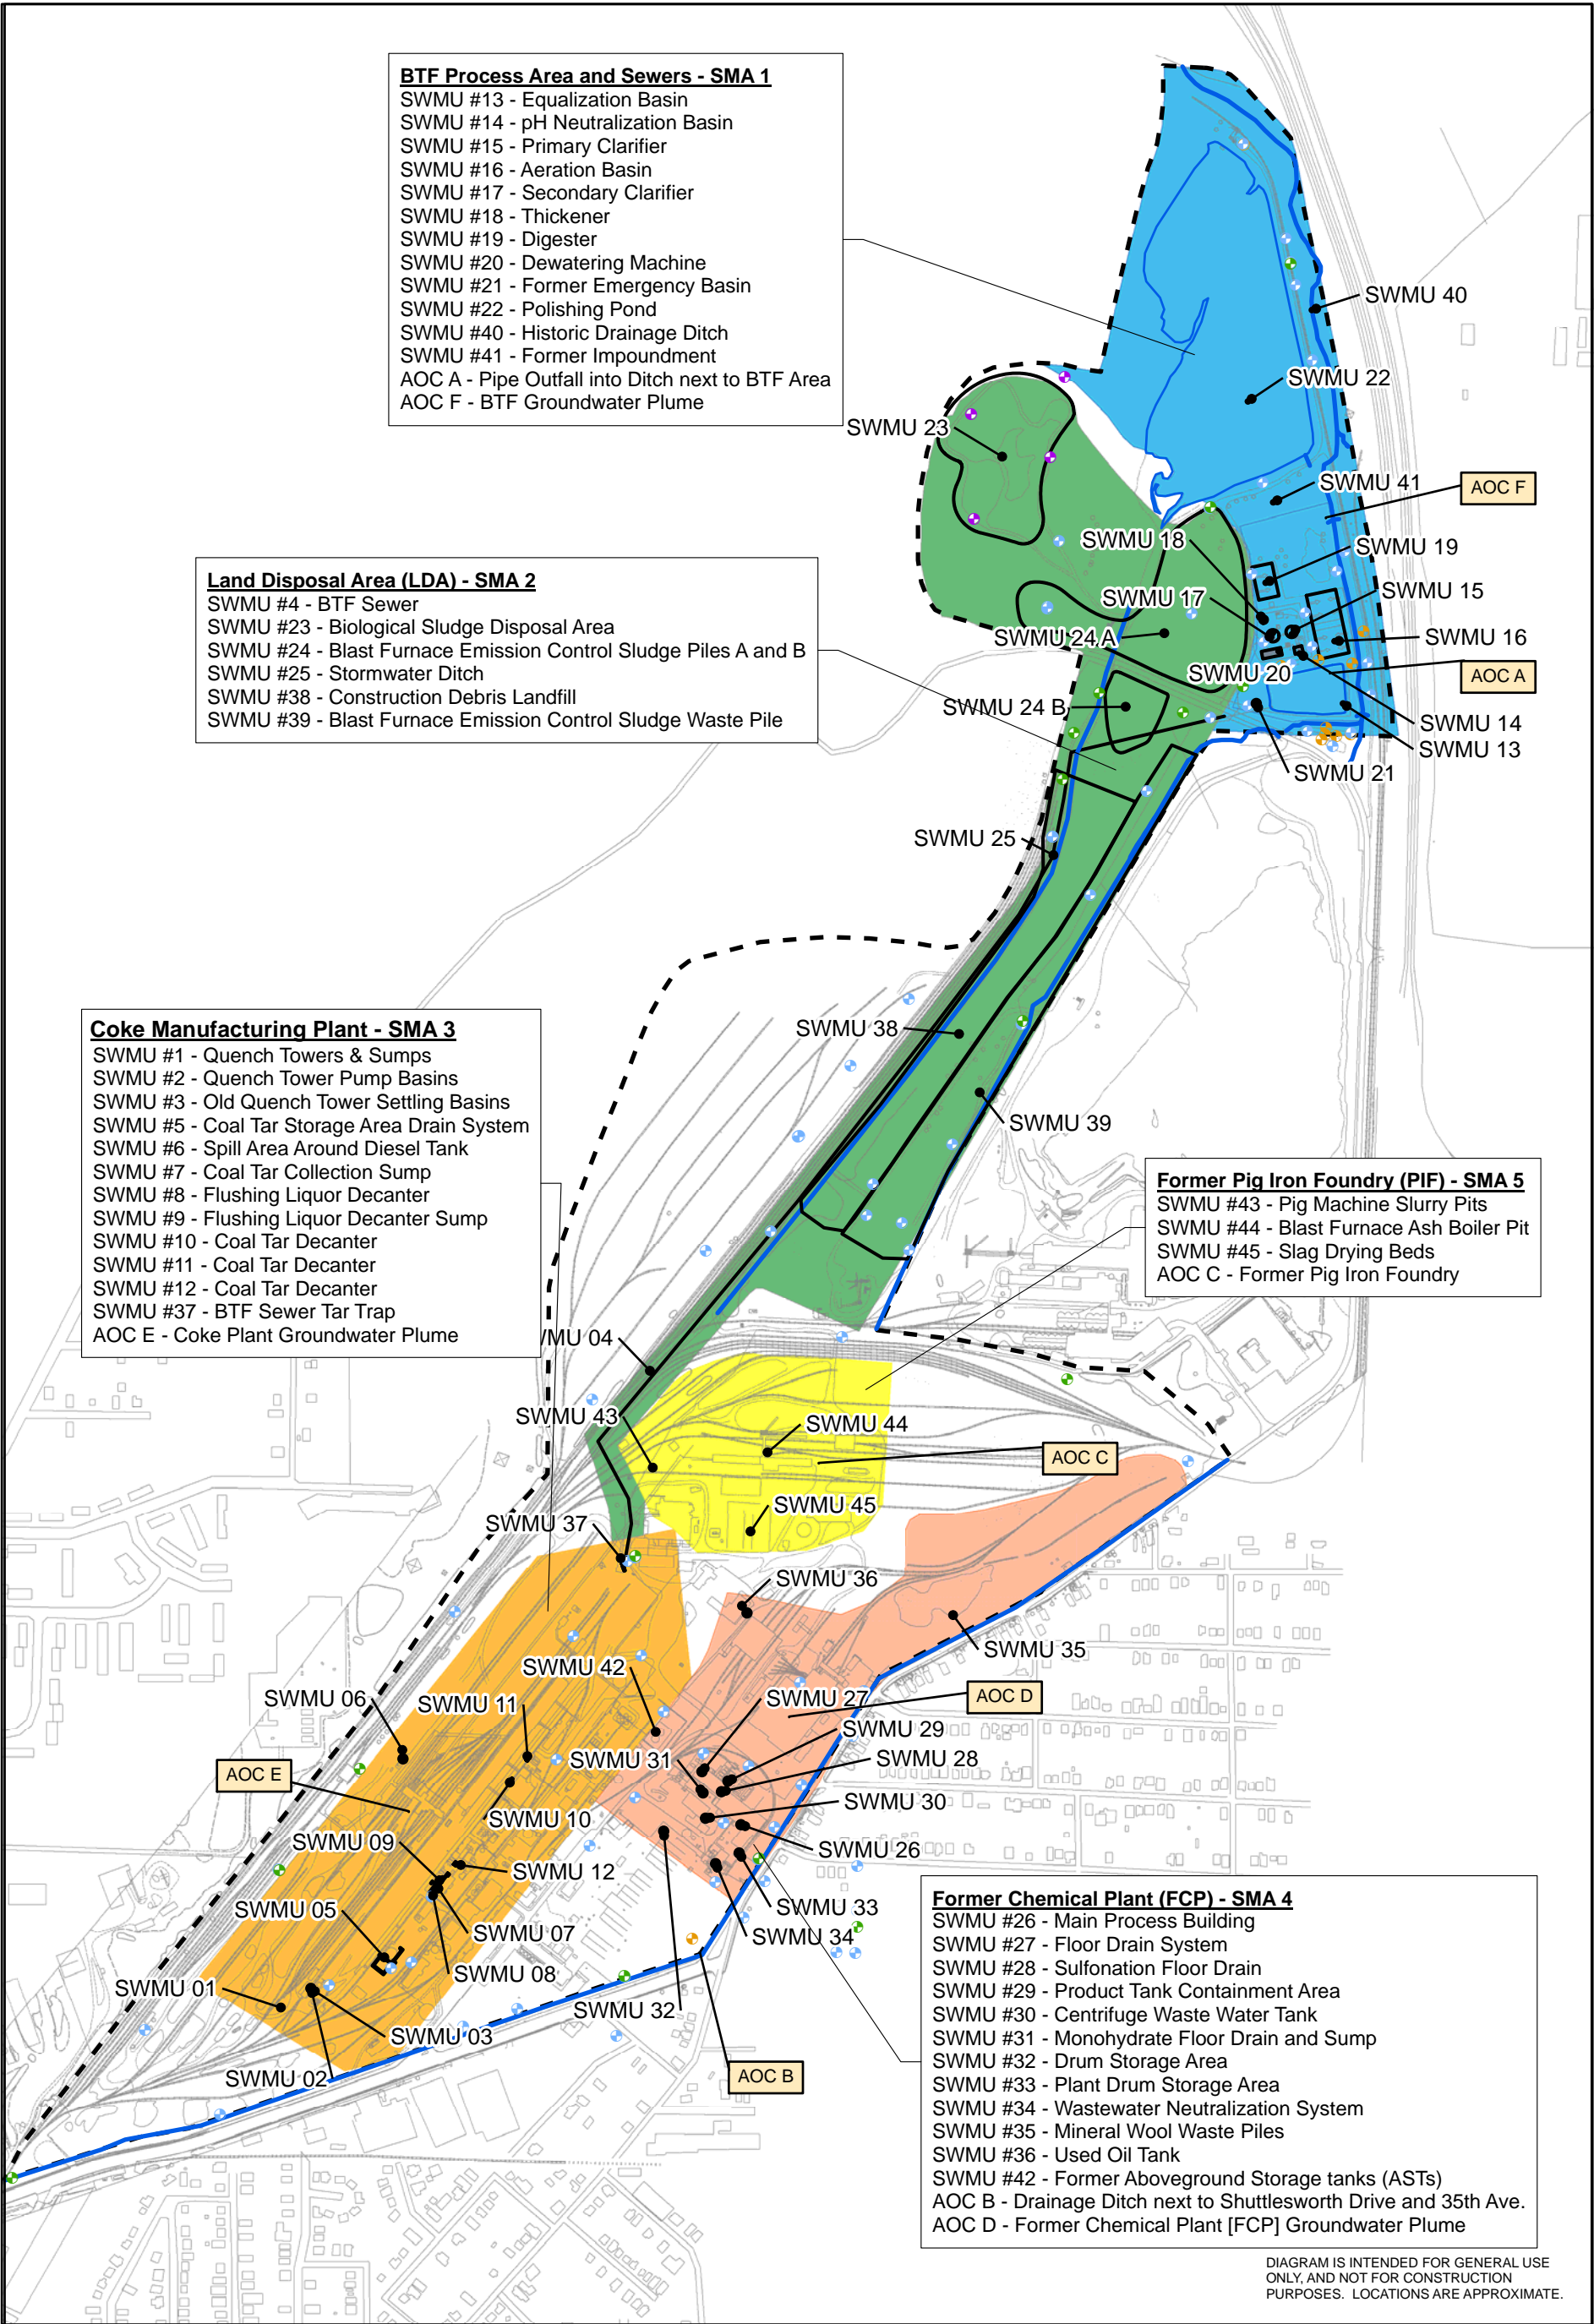 BTF Process Area and Sewers - SMA 1
SWMU #13 - Equalization Basin
SWMU #14 - pH Neutralization Basin
SWMU #15 - Primary Clarifier
SWMU #16 - Aeration Basin
SWMU #17 - Secondary Clarifier
SWMU #18 - Thickener
SWMU #19 - Digester
SWMU #20 - Dewatering Machine
SWMU #21 - Former Emergency Basin
SWMU #22 - Polishing Pond
SWMU #40 - Historic Drainage Ditch
SWMU #41 - Former Impoundment
AOC A - Pipe Outfall into Ditch next to BTF Area
AOC F - BTF Groundwater Plume
SWMU 40
SWMU 22
SWMU 23
SWMU 41
AOC F
SWMU 18
SWMU 19
SWMU 17
SWMU 15
SWMU 24 A
SWMU 16
SWMU 20
AOC A
SWMU 24 B
SWMU 14
SWMU 13
SWMU 21
Land Disposal Area (LDA) - SMA 2
SWMU #4 - BTF Sewer
SWMU #23 - Biological Sludge Disposal Area
SWMU #24 - Blast Furnace Emission Control Sludge Piles A and B
SWMU #25 - Stormwater Ditch
SWMU #38 - Construction Debris Landfill
SWMU #39 - Blast Furnace Emission Control Sludge Waste Pile
SWMU 25
SWMU 38
SWMU 39
Coke Manufacturing Plant - SMA 3
SWMU #1 - Quench Towers & Sumps
SWMU #2 - Quench Tower Pump Basins
SWMU #3 - Old Quench Tower Settling Basins
SWMU #5 - Coal Tar Storage Area Drain System
SWMU #6 - Spill Area Around Diesel Tank
SWMU #7 - Coal Tar Collection Sump
SWMU #8 - Flushing Liquor Decanter
SWMU #9 - Flushing Liquor Decanter Sump
SWMU #10 - Coal Tar Decanter
SWMU #11 - Coal Tar Decanter
SWMU #12 - Coal Tar Decanter
SWMU #37 - BTF Sewer Tar Trap
AOC E - Coke Plant Groundwater Plume
Former Pig Iron Foundry (PIF) - SMA 5
SWMU #43 - Pig Machine Slurry Pits
SWMU #44 - Blast Furnace Ash Boiler Pit
SWMU #45 - Slag Drying Beds
AOC C - Former Pig Iron Foundry
MU 04
SWMU 43
SWMU 44
AOC C
SWMU 45
SWMU 37
SWMU 36
SWMU 35
SWMU 42
SWMU 06
SWMU 11
SWMU 27
AOC D
SWMU 29
SWMU 31
SWMU 28
AOC E
SWMU 10
SWMU 30
SWMU 09
SWMU 26
SWMU 12
SWMU 05
SWMU 33
SWMU 07
SWMU 34
SWMU 08
SWMU 01
SWMU 32
SWMU 03
SWMU 02
AOC B
Former Chemical Plant (FCP) - SMA 4
SWMU #26 - Main Process Building
SWMU #27 - Floor Drain System
SWMU #28 - Sulfonation Floor Drain
SWMU #29 - Product Tank Containment Area
SWMU #30 - Centrifuge Waste Water Tank
SWMU #31 - Monohydrate Floor Drain and Sump
SWMU #32 - Drum Storage Area
SWMU #33 - Plant Drum Storage Area
SWMU #34 - Wastewater Neutralization System
SWMU #35 - Mineral Wool Waste Piles
SWMU #36 - Used Oil Tank
SWMU #42 - Former Aboveground Storage tanks (ASTs)
AOC B - Drainage Ditch next to Shuttlesworth Drive and 35th Ave.
AOC D - Former Chemical Plant [FCP] Groundwater Plume
DIAGRAM IS INTENDED FOR GENERAL USE
ONLY, AND NOT FOR CONSTRUCTION
PURPOSES. LOCATIONS ARE APPROXIMATE.